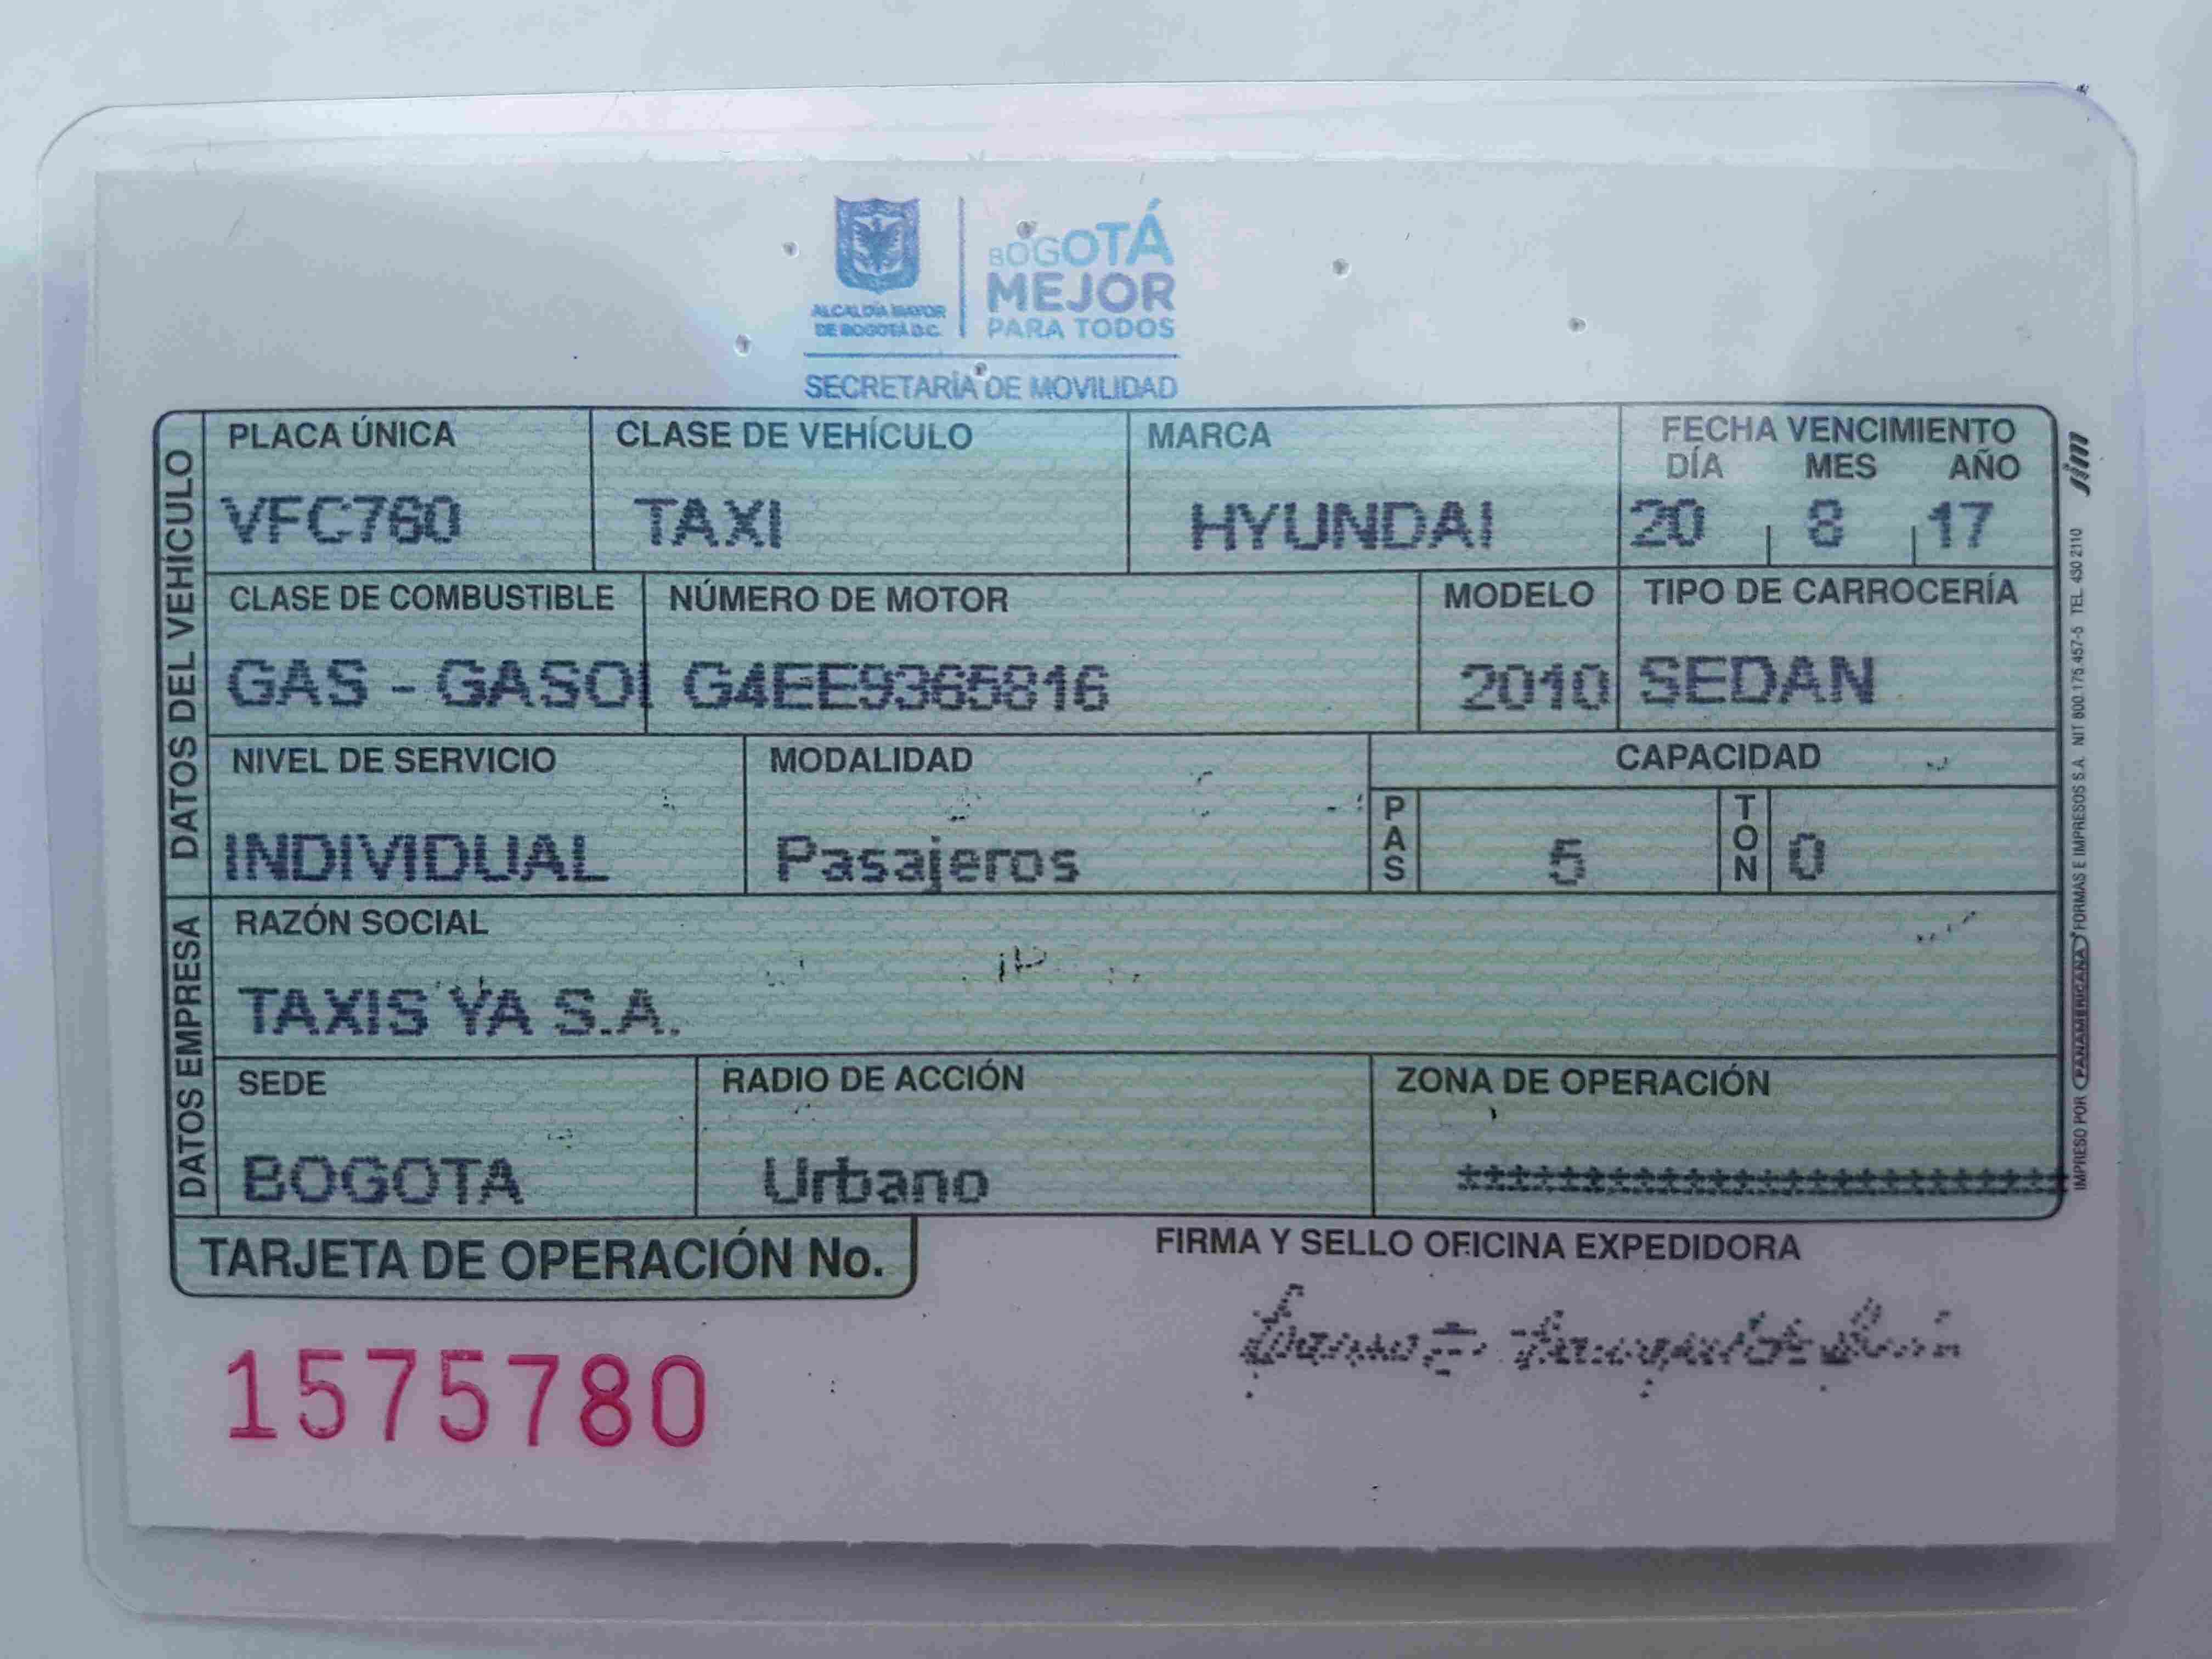 ALCALDÍA MAYOR
DE BOGOTÁ D.C.
BOGOTÁ
MEJOR
PARA TODOS
SECRETARÍA DE MOVILIDAD
DATOS DEL VEHÍCULO
PLACA ÚNICA CLASE DE VEHÍCULO MARCA FECHA VENCIMIENTO
DÍA MES AÑO
VFC760 TAXI HYUNDAI 20 8 17
CLASE DE COMBUSTIBLE NÚMERO DE MOTOR MODELO TIPO DE CARROCERÍA
GAS - GASOL G4EE9365816 2010 SEDAN
NIVEL DE SERVICIO MODALIDAD CAPACIDAD
INDIVIDUAL Pasajeros PAS 5 TON 0
DATOS EMPRESA
RAZÓN SOCIAL
TAXIS YA S.A.
SEDE RADIO DE ACCIÓN ZONA DE OPERACIÓN
BOGOTA Urbano ************************
TARJETA DE OPERACIÓN No. FIRMA Y SELLO OFICINA EXPEDIDORA
1575780
IMPRESO POR PANAMERICANA FORMAS E IMPRESOS S.A. NIT 800.175.457-5 TEL. 430 2110